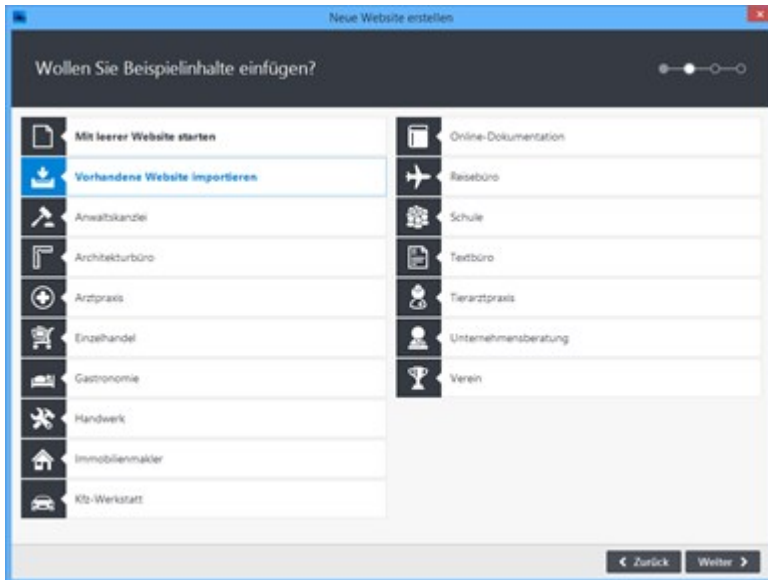 Neue Website erstellen
Wollen Sie Beispielinhalte einfügen?
Mit leerer Website starten
Vorhandene Website importieren
Anwaltskanzlei
Architekturbüro
Arztpraxis
Einzelhandel
Gastronomie
Handwerk
Immobilienmakler
Kfz-Werkstatt
Online-Dokumentation
Reisebüro
Schule
Textbüro
Tierarztpraxis
Unternehmensberatung
Verein
Zurück
Weiter